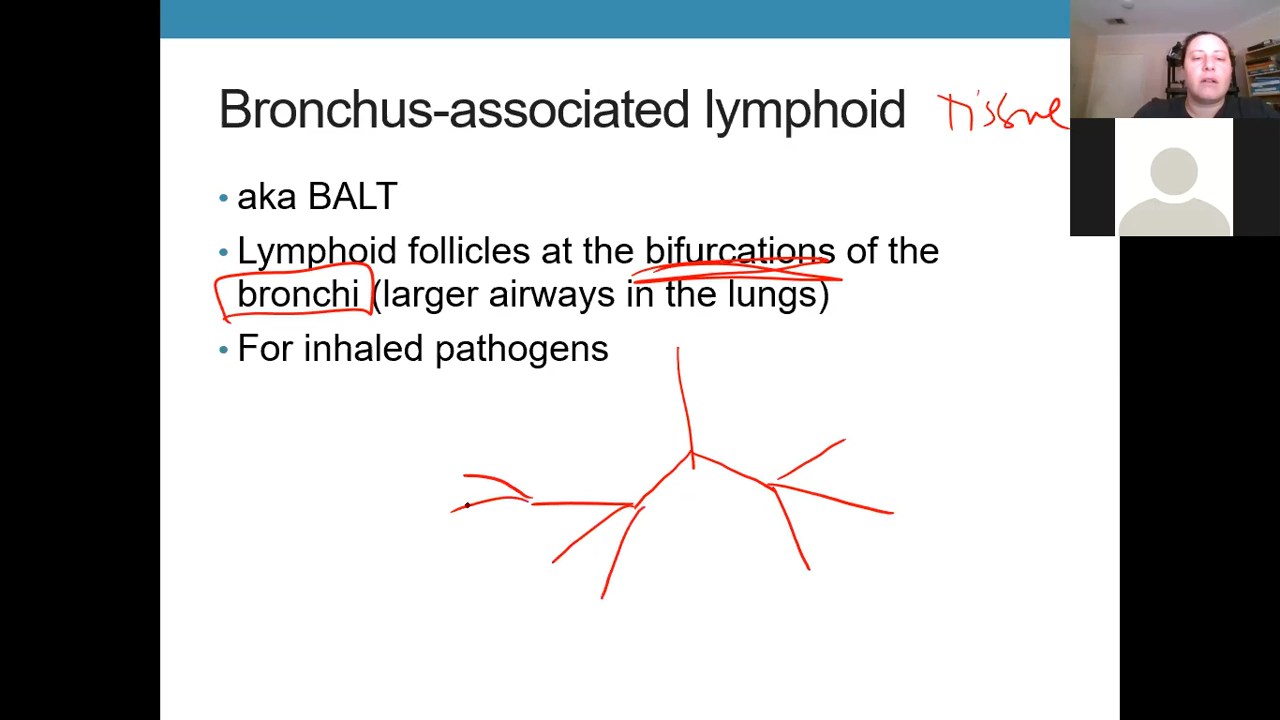 Bronchus-associated lymphoid Tissue
• aka BALT
• Lymphoid follicles at the bifurcations of the
bronchi (larger airways in the lungs)
• For inhaled pathogens